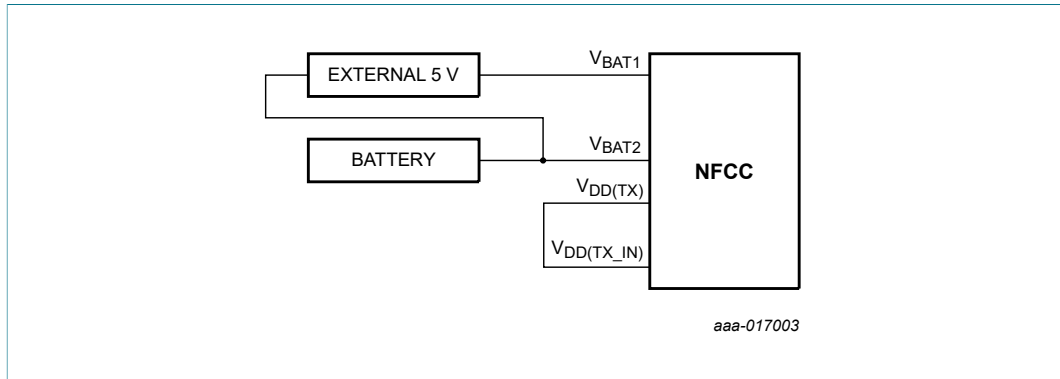 EXTERNAL 5 V
VBAT1
BATTERY
VBAT2
NFCC
VDD(TX)
VDD(TX_IN)
aaa-017003